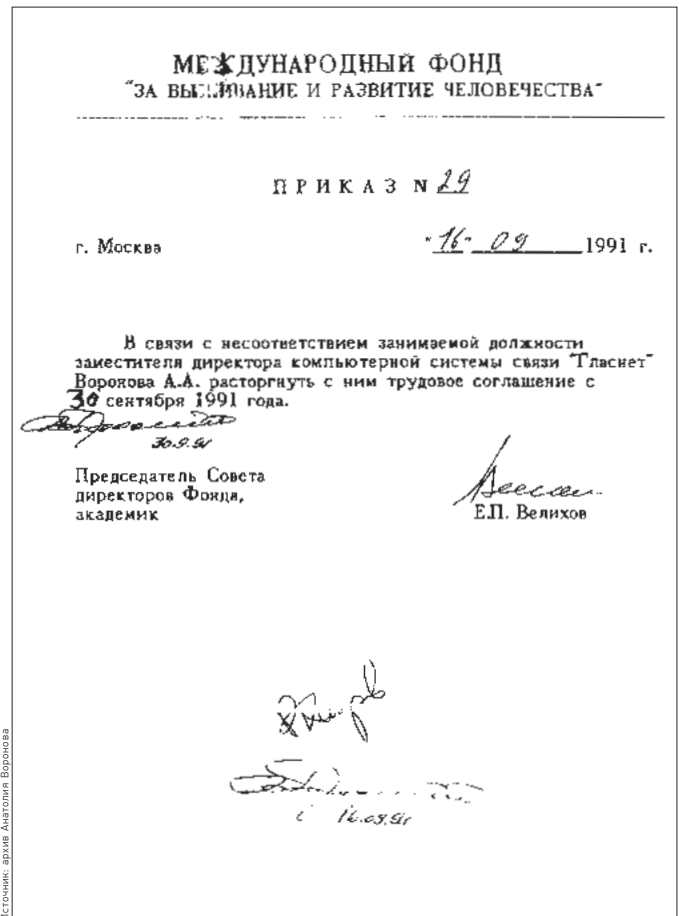 МЕЖДУНАРОДНЫЙ ФОНД
"ЗА ВЫЖИВАНИЕ И РАЗВИТИЕ ЧЕЛОВЕЧЕСТВА"
ПРИКАЗ N 29
г. Москва "16" 09 1991 г.
В связи с несоответствием занимаемой должности
заместителя директора компьютерной системы связи "Гласнет"
Воронова А.А. расторгнуть с ним трудовое соглашение с
30 сентября 1991 года.
30.9.91
Председатель Совета
директоров Фонда,
академик
Е.П. Велихов
16.09.91
Источник: архив Анатолия Воронова